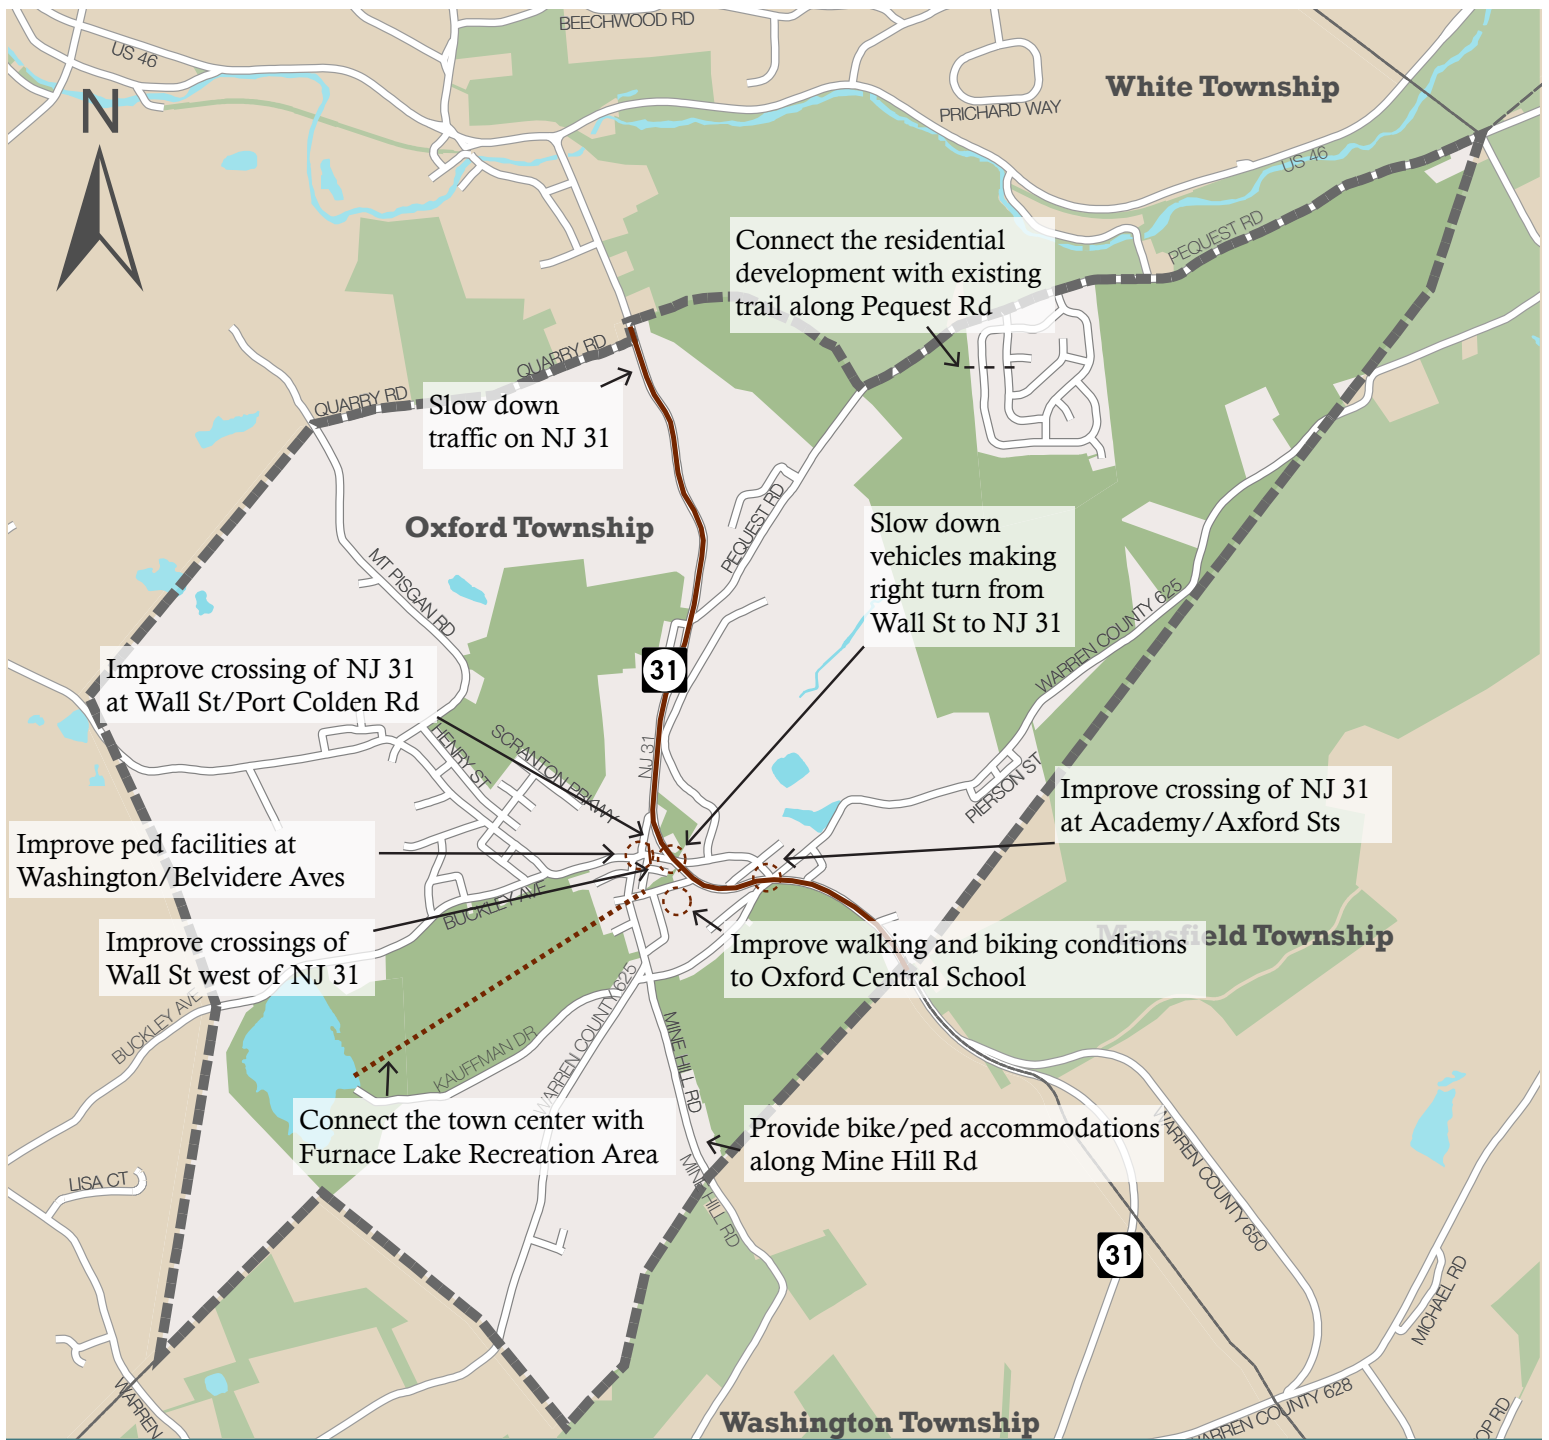 BEECHWOOD RD
US 46
White Township
N
PRICHARD WAY
US 46
PEQUEST RD
Connect the residential
development with existing
trail along Pequest Rd
QUARRY RD
QUARRY RD
Slow down
traffic on NJ 31
Oxford Township
PEQUEST RD
Slow down
vehicles making
right turn from
Wall St to NJ 31
MT PISGAN RD
WARREN COUNTY 625
31
Improve crossing of NJ 31
at Wall St/Port Colden Rd
HENRY ST
SCRANTON PRKWY
NJ 31
PIERSON ST
Improve crossing of NJ 31
at Academy/Axford Sts
Improve ped facilities at
Washington/Belvidere Aves
BUCKLEY AVE
Improve crossings of
Wall St west of NJ 31
Improve walking and biking conditions
to Oxford Central School
Mansfield Township
BUCKLEY AVE
WARREN COUNTY 625
KAUFFMAN DR
MINE HILL RD
Connect the town center with
Furnace Lake Recreation Area
Provide bike/ped accommodations
along Mine Hill Rd
WARREN COUNTY 650
LISA CT
MINE HILL RD
31
MICHAEL RD
WARREN
Washington Township
WARREN COUNTY 628
OP RD